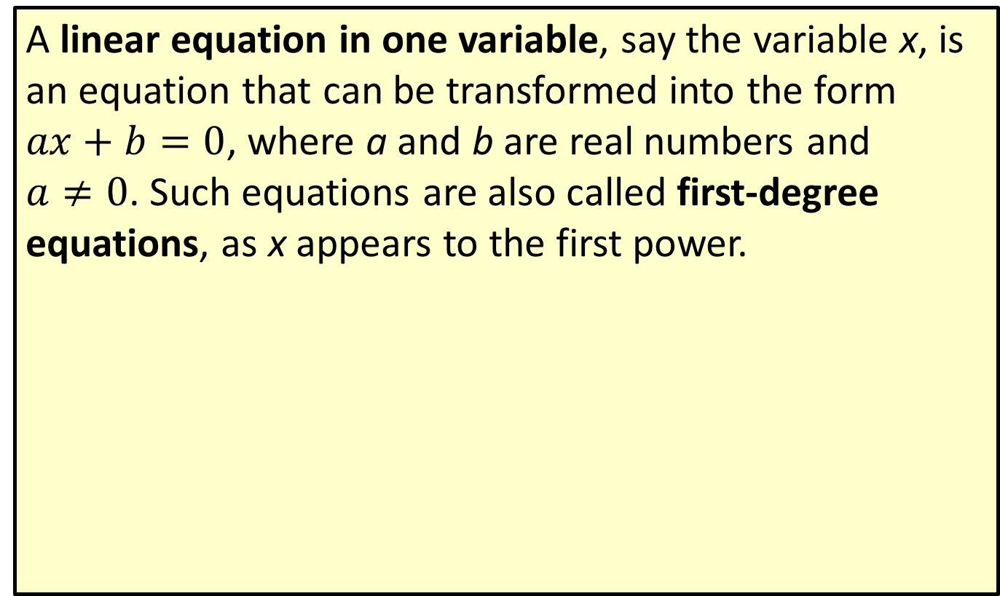 A linear equation in one variable, say the variable x, is
an equation that can be transformed into the form
ax + b = 0, where a and b are real numbers and
a ≠ 0. Such equations are also called first-degree
equations, as x appears to the first power.